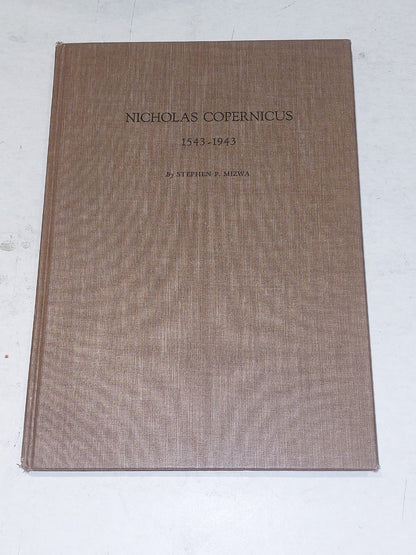 NICHOLAS COPERNICUS
1543-1943
By STEPHEN P. MIZWA